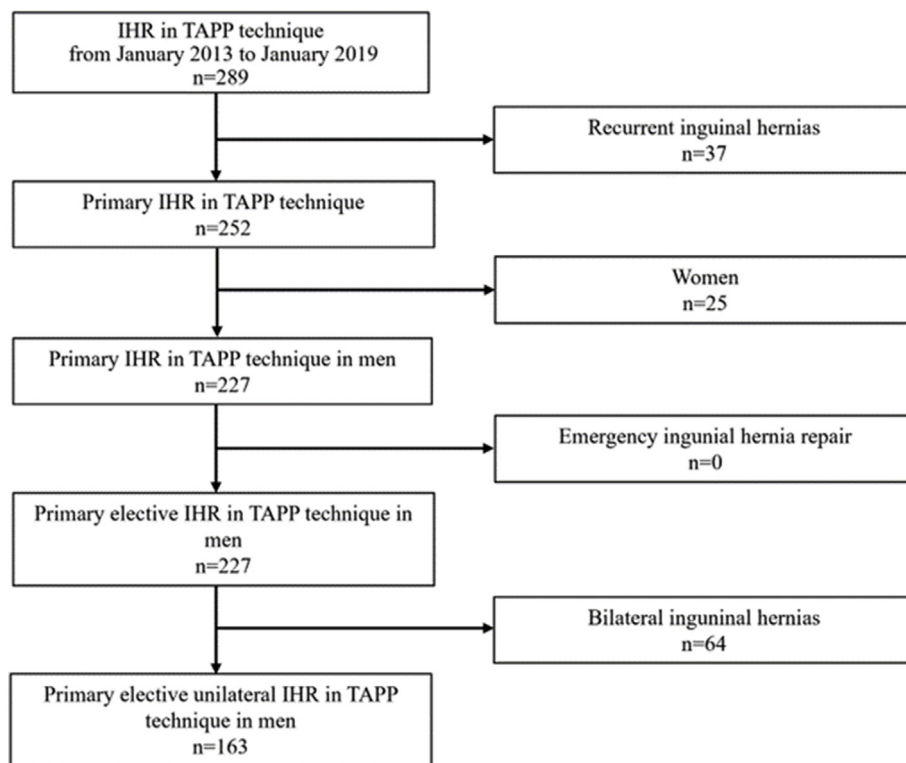 IHR in TAPP technique
from January 2013 to January 2019
n=289
Recurrent inguinal hernias
n=37
Primary IHR in TAPP technique
n=252
Women
n=25
Primary IHR in TAPP technique in men
n=227
Emergency ingunial hernia repair
n=0
Primary elective IHR in TAPP technique in
men
n=227
Bilateral inguninal hernias
n=64
Primary elective unilateral IHR in TAPP
technique in men
n=163